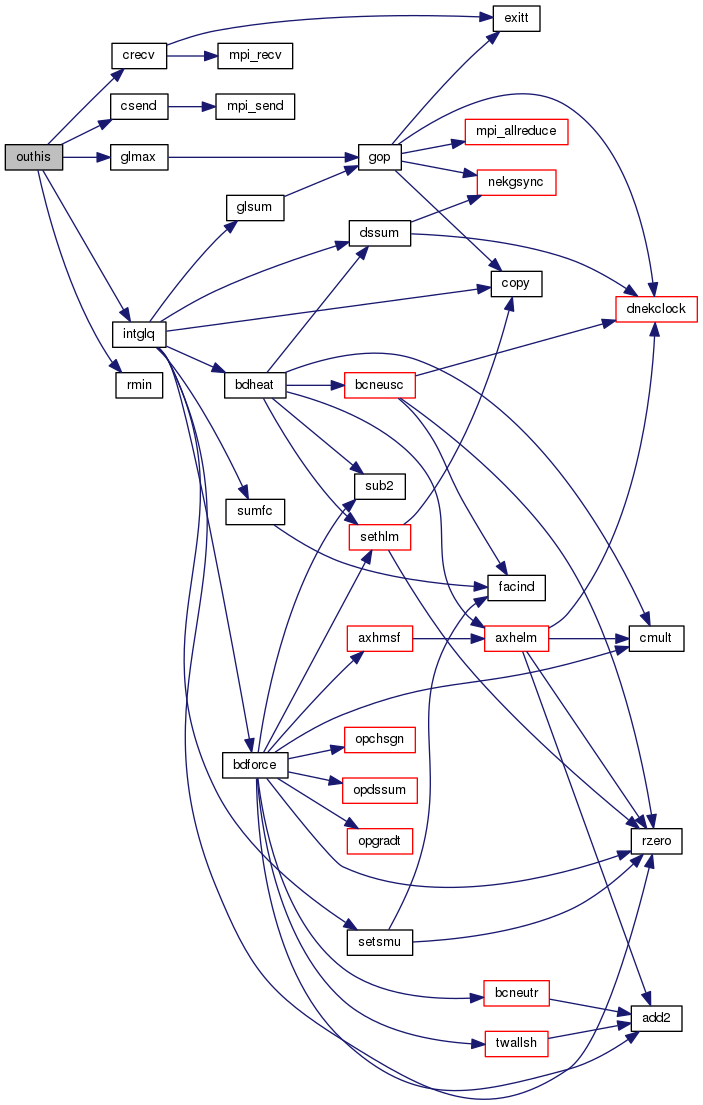 exitt
crecv
mpi_recv
csend
mpi_send
mpi_allreduce
outhis
glmax
gop
nekgsync
glsum
dssum
copy
dnekclock
intglq
rmin
bdheat
bcneusc
sub2
sumfc
sethlm
facind
axhmsf
axhelm
cmult
opchsgn
bdforce
opdssum
opgradt
rzero
setsmu
bcneutr
add2
twallsh